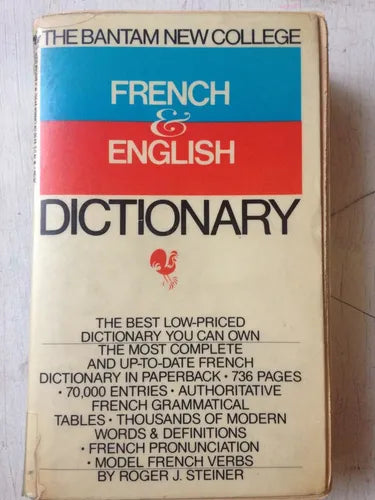 THE BANTAM NEW COLLEGE
FRENCH
&
ENGLISH
DICTIONARY
THE BEST LOW-PRICED
DICTIONARY YOU CAN OWN
THE MOST COMPLETE
AND UP-TO-DATE FRENCH
DICTIONARY IN PAPERBACK • 736 PAGES
• 70,000 ENTRIES • AUTHORITATIVE
FRENCH GRAMMATICAL
TABLES • THOUSANDS OF MODERN
WORDS & DEFINITIONS
• FRENCH PRONUNCIATION
• MODEL FRENCH VERBS
BY ROGER J. STEINER